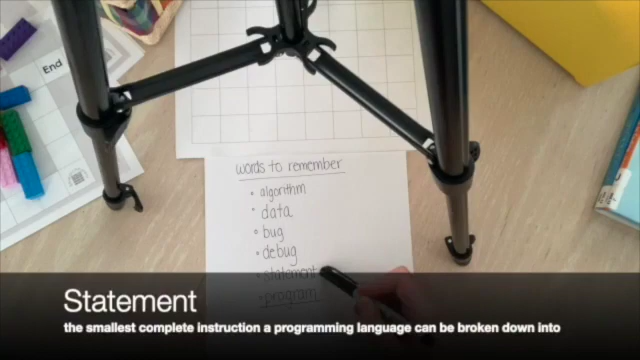 End
words to remember
• algorithm
• data
• bug
• debug
• statement
Statement
the smallest complete instruction a programming language can be broken down into